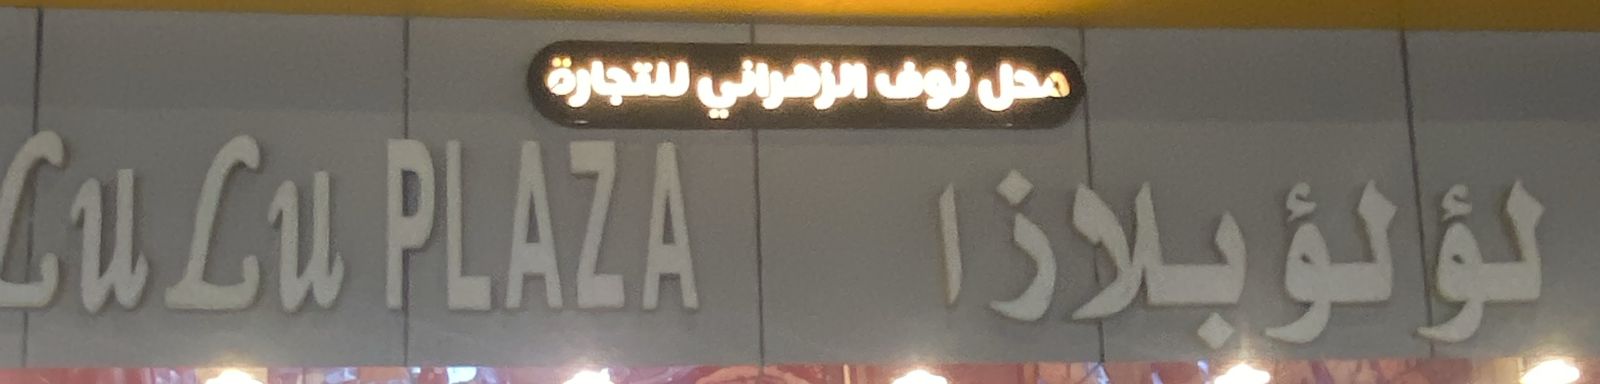 محل نوف الزهراني للتجارة
LuLu PLAZA
لؤلؤ بلازا